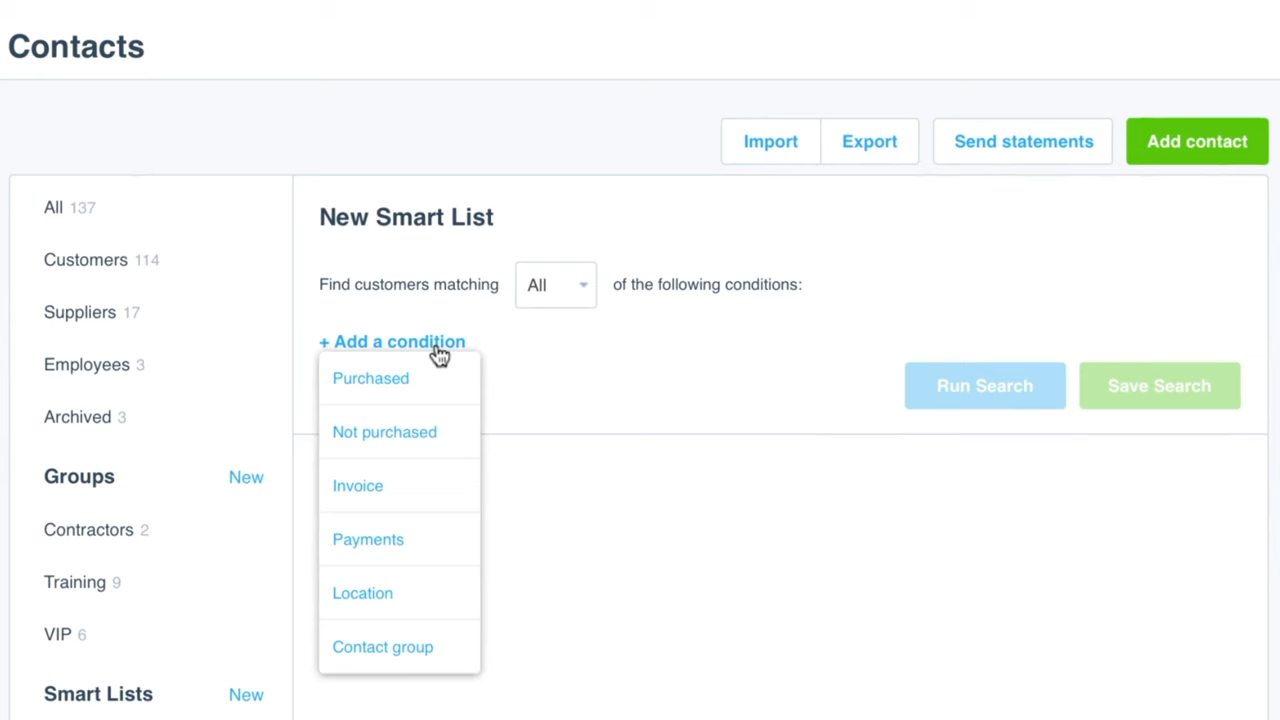 Contacts
Import
Export
Send statements
Add contact
All 137
Customers 114
Suppliers 17
Employees 3
Archived 3
Groups New
Contractors 2
Training 9
VIP 6
Smart Lists New
New Smart List
Find customers matching All of the following conditions:
+ Add a condition
Purchased
Not purchased
Invoice
Payments
Location
Contact group
Run Search
Save Search